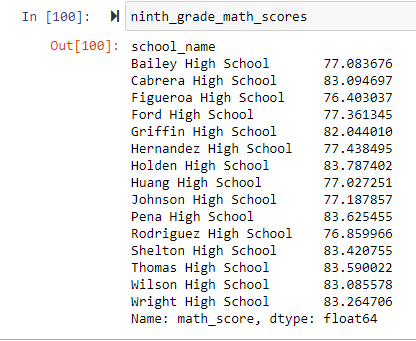 In [100]: ninth_grade_math_scores
Out[100]: school_name
Bailey High School 77.083676
Cabrera High School 83.094697
Figueroa High School 76.403037
Ford High School 77.361345
Griffin High School 82.044010
Hernandez High School 77.438495
Holden High School 83.787402
Huang High School 77.027251
Johnson High School 77.187857
Pena High School 83.625455
Rodriguez High School 76.859966
Shelton High School 83.420755
Thomas High School 83.590022
Wilson High School 83.085578
Wright High School 83.264706
Name: math_score, dtype: float64